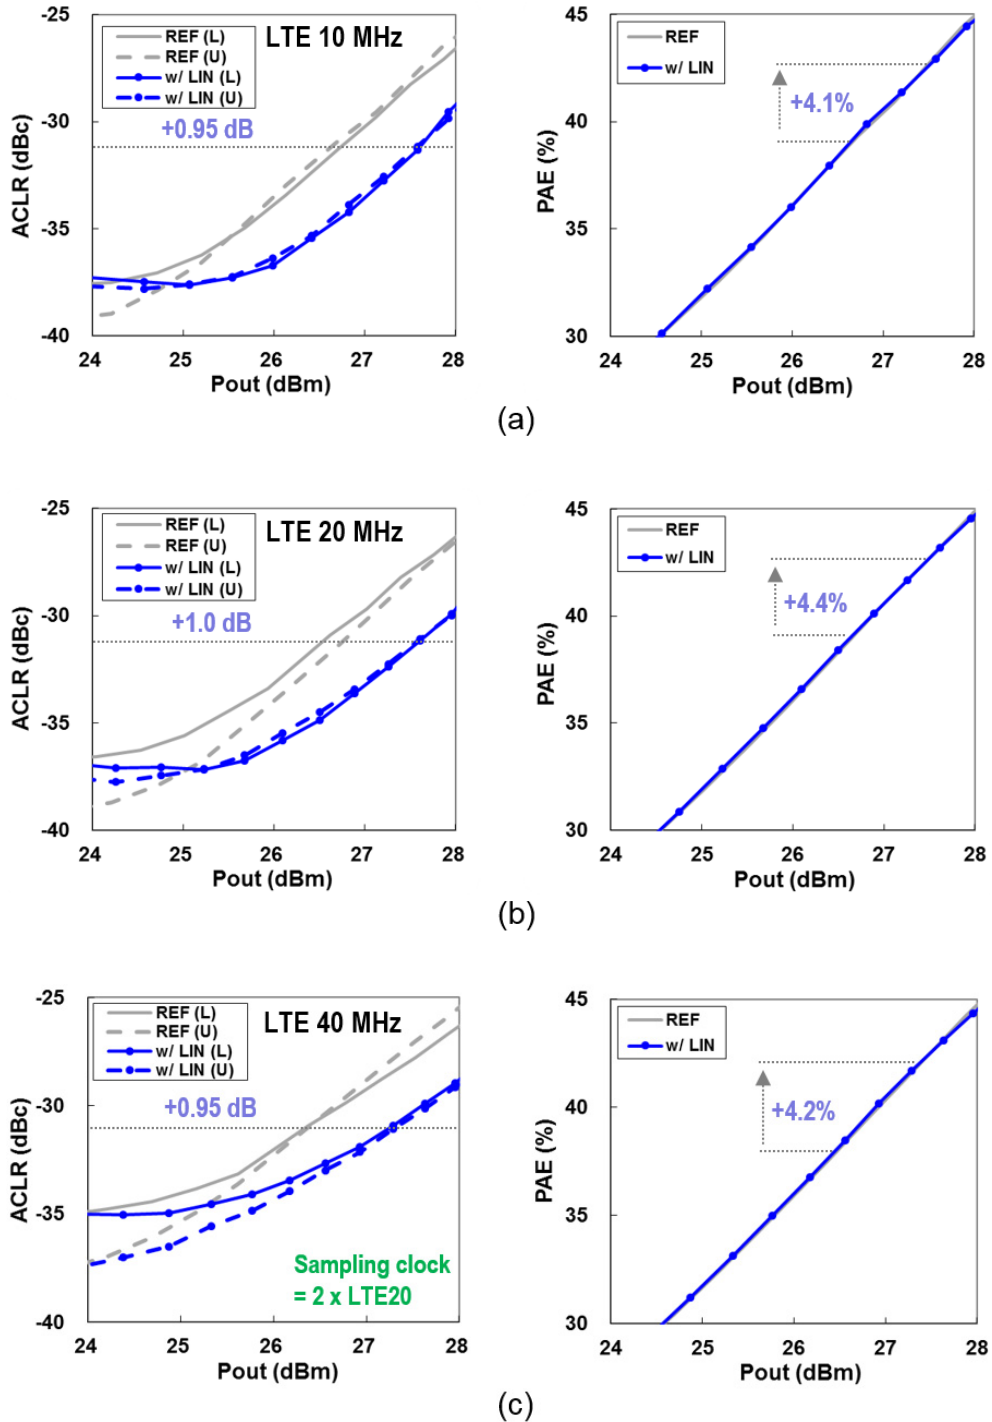 -25
REF (L)
REF (U)
w/ LIN (L)
w/ LIN (U)
LTE 10 MHz
+0.95 dB
-30
-35
-40
ACLR (dBc)
24 25 26 27 28
Pout (dBm)
45
REF
w/ LIN
+4.1%
40
35
30
PAE (%)
24 25 26 27 28
Pout (dBm)
(a)
-25
REF (L)
REF (U)
w/ LIN (L)
w/ LIN (U)
LTE 20 MHz
+1.0 dB
-30
-35
-40
ACLR (dBc)
24 25 26 27 28
Pout (dBm)
45
REF
w/ LIN
+4.4%
40
35
30
PAE (%)
24 25 26 27 28
Pout (dBm)
(b)
-25
REF (L)
REF (U)
w/ LIN (L)
w/ LIN (U)
LTE 40 MHz
+0.95 dB
-30
-35
-40
ACLR (dBc)
Sampling clock
= 2 x LTE20
24 25 26 27 28
Pout (dBm)
45
REF
w/ LIN
+4.2%
40
35
30
PAE (%)
24 25 26 27 28
Pout (dBm)
(c)